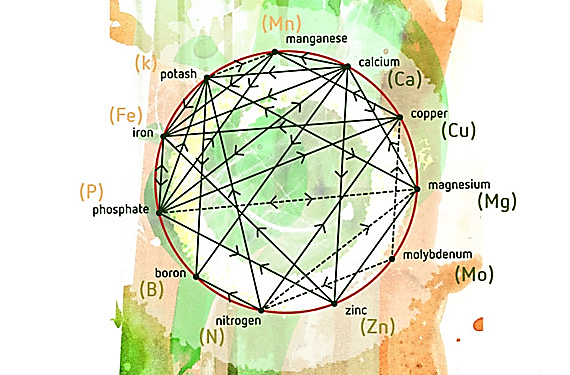 (Mn)
manganese
calcium
(Ca)
copper
(Cu)
magnesium
(Mg)
molybdenum
(Mo)
zinc
(Zn)
nitrogen
(N)
boron
(B)
phosphate
(P)
iron
(Fe)
potash
(k)